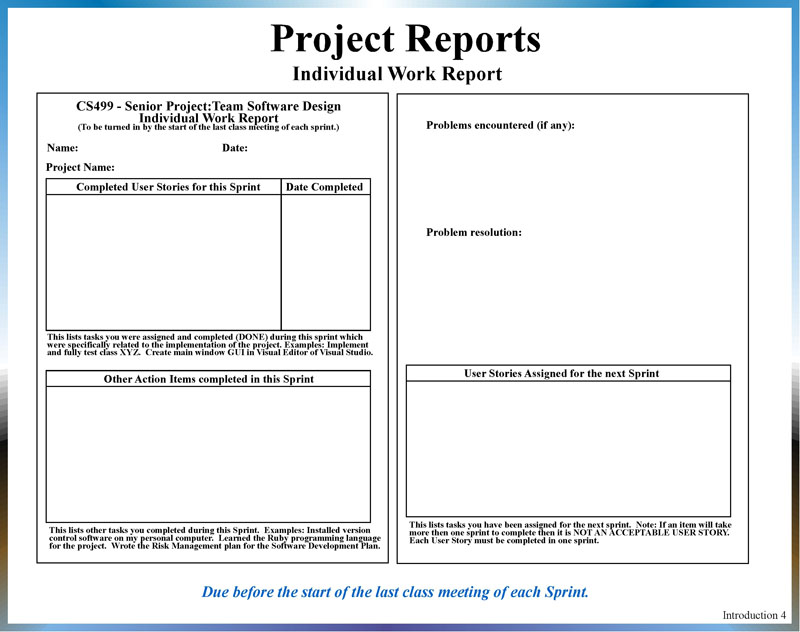 Project Reports
Individual Work Report
CS499 - Senior Project:Team Software Design
Individual Work Report
(To be turned in by the start of the last class meeting of each sprint.)
Name: Date:
Project Name:
Completed User Stories for this Sprint Date Completed
This lists tasks you were assigned and completed (DONE) during this sprint which
were specifically related to the implementation of the project. Examples: Implement
and fully test class XYZ. Create main window GUI in Visual Editor of Visual Studio.
Other Action Items completed in this Sprint
This lists other tasks you completed during this Sprint. Examples: Installed version
control software on my personal computer. Learned the Ruby programming language
for the project. Wrote the Risk Management plan for the Software Development Plan.
Problems encountered (if any):
Problem resolution:
User Stories Assigned for the next Sprint
This lists tasks you have been assigned for the next sprint. Note: If an item will take
more then one sprint to complete then it is NOT AN ACCEPTABLE USER STORY.
Each User Story must be completed in one sprint.
Due before the start of the last class meeting of each Sprint.
Introduction 4